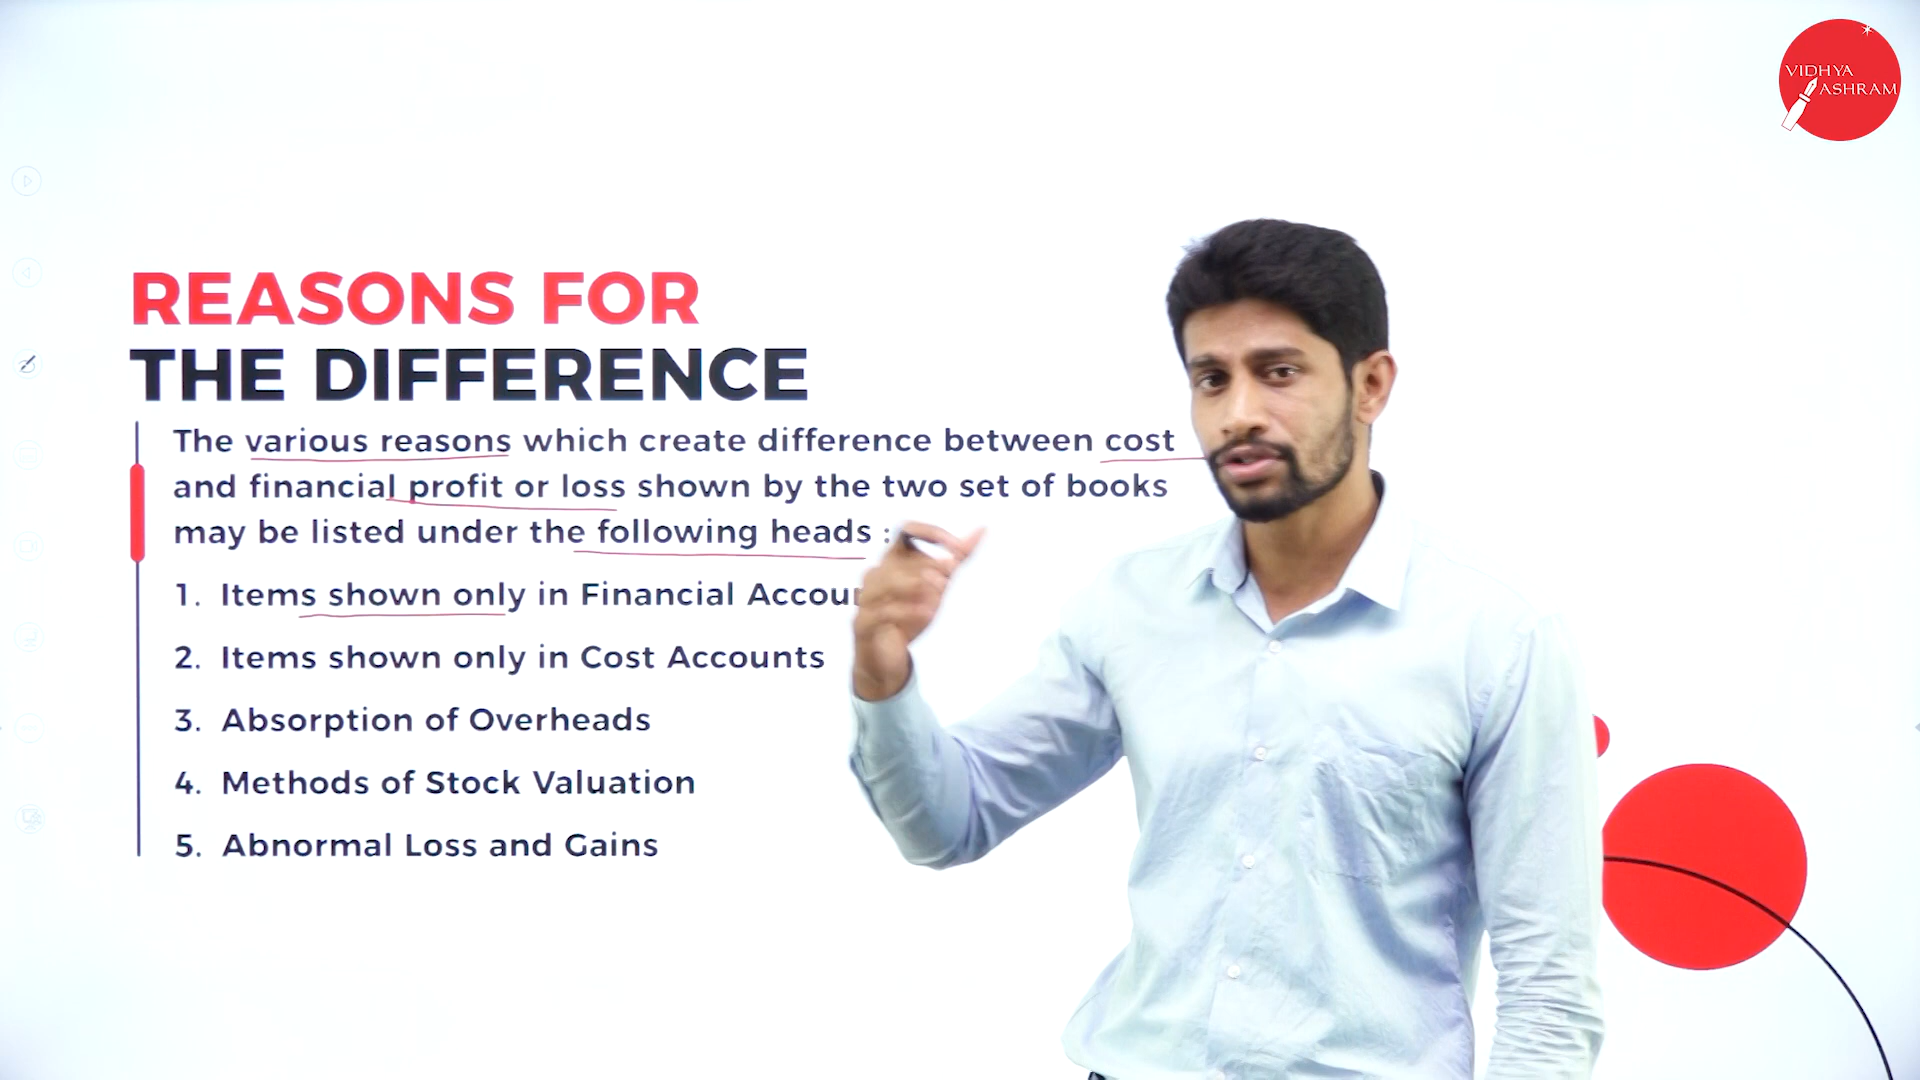 VIDHYA
ASHRAM
REASONS FOR
THE DIFFERENCE
The various reasons which create difference between cost
and financial profit or loss shown by the two set of books
may be listed under the following heads :
1. Items shown only in Financial Accou
2. Items shown only in Cost Accounts
3. Absorption of Overheads
4. Methods of Stock Valuation
5. Abnormal Loss and Gains